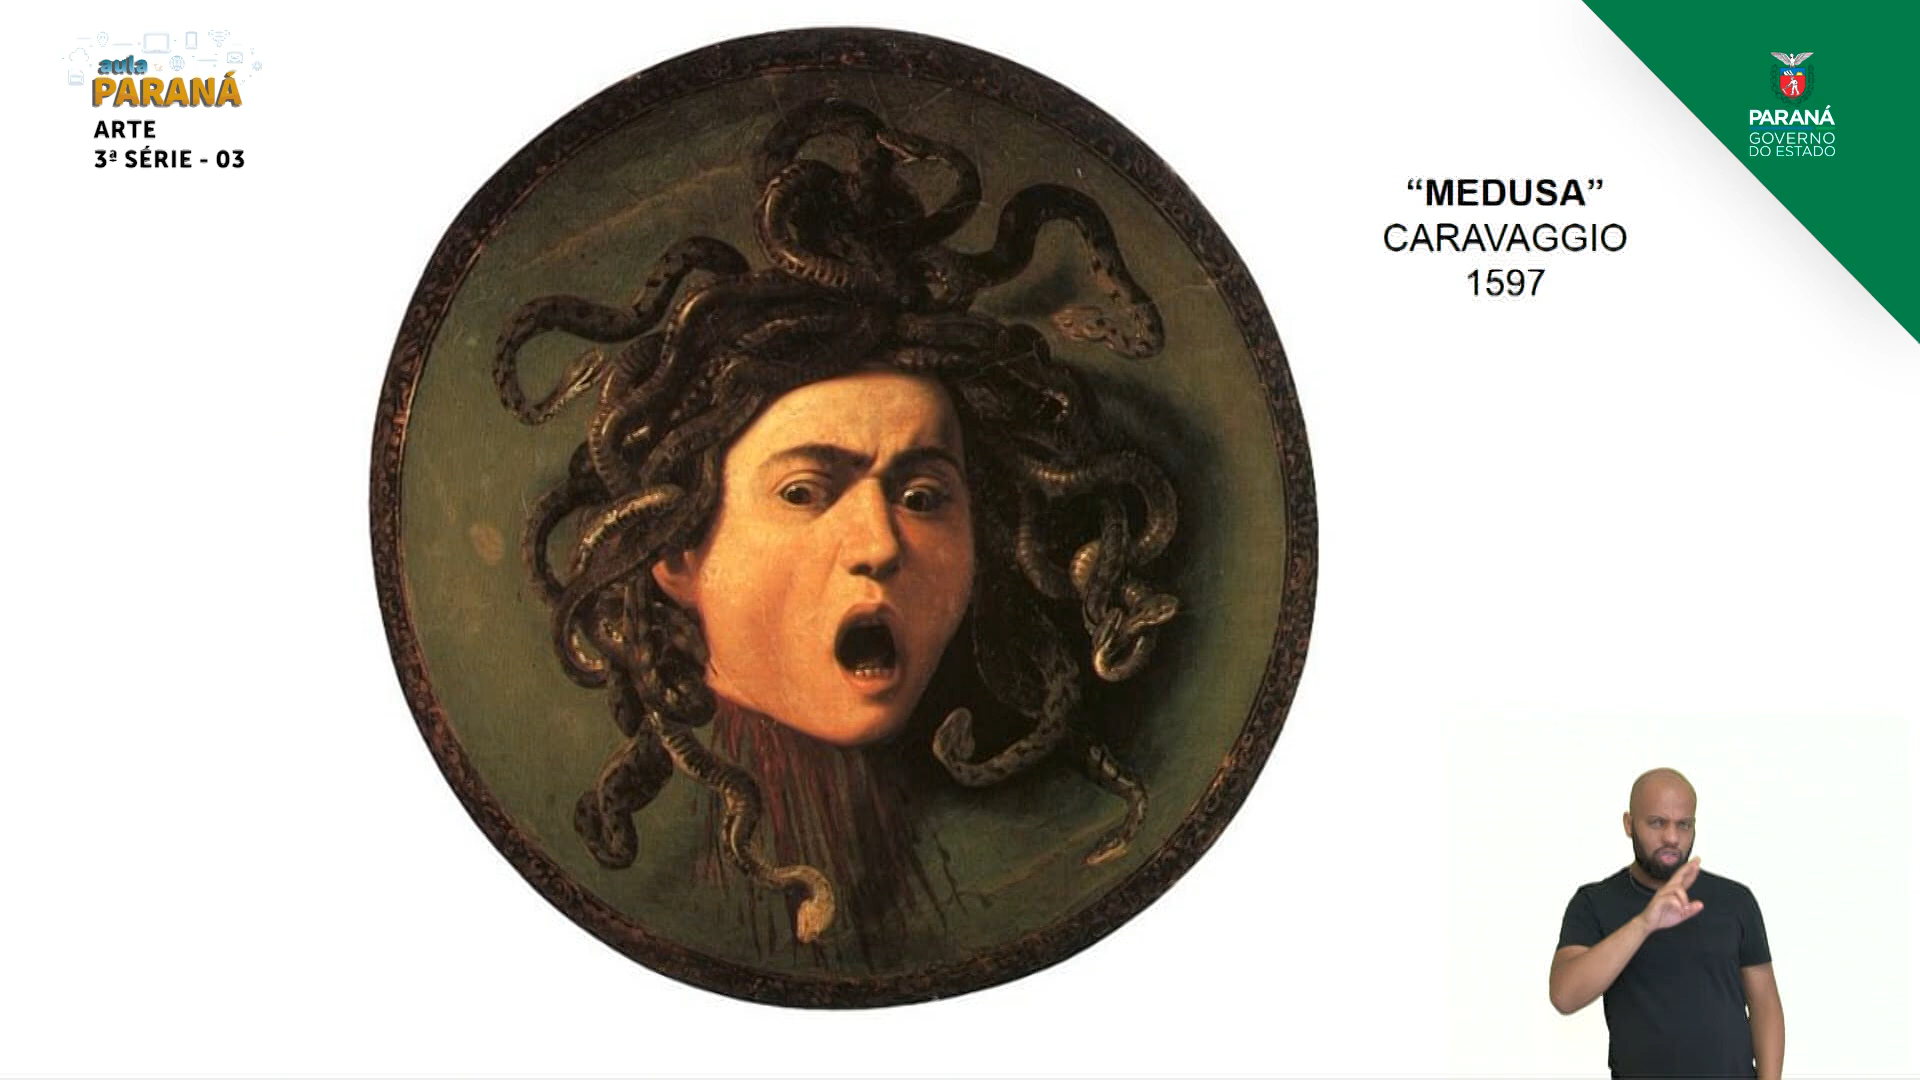 aula
PARANÁ
ARTE
3ª SÉRIE - 03
PARANÁ
GOVERNO
DO ESTADO
“MEDUSA”
CARAVAGGIO
1597